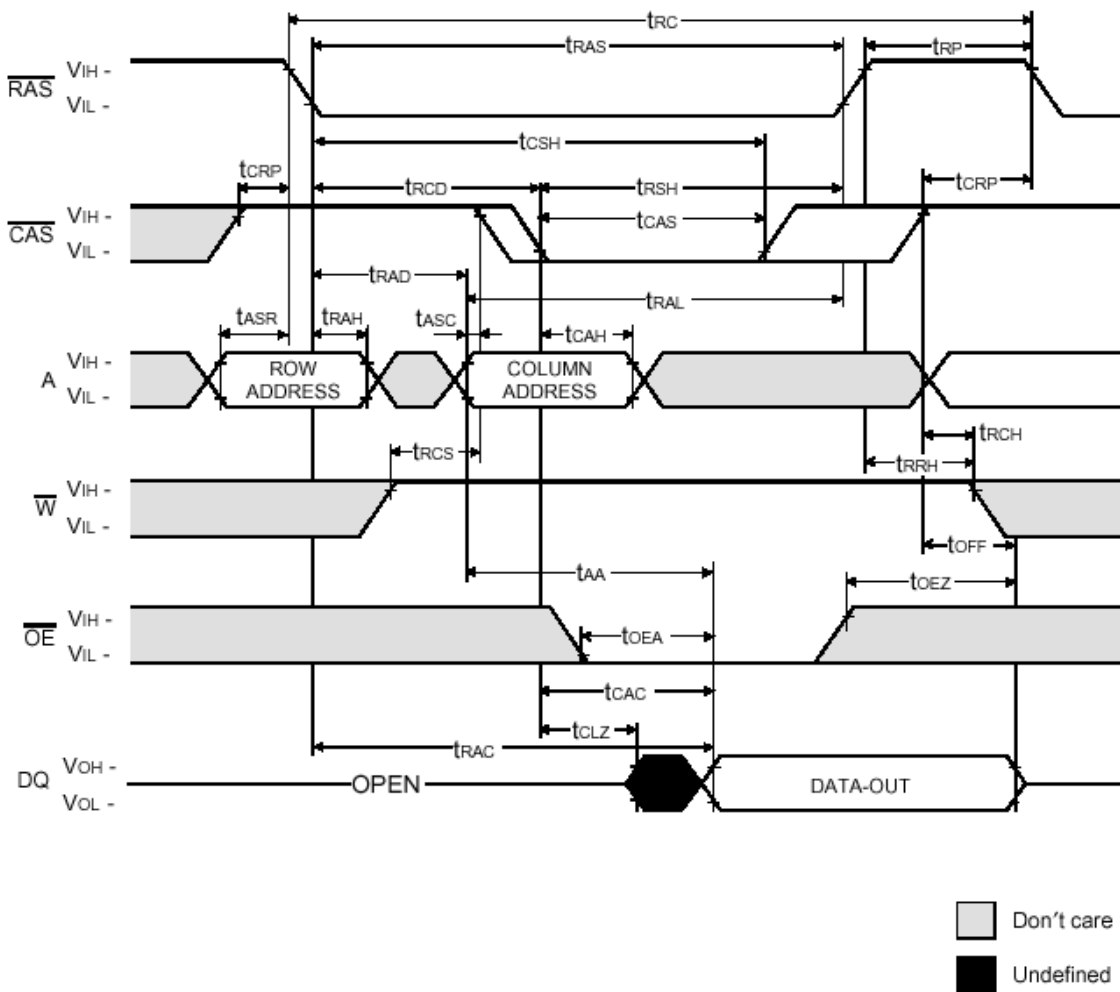 tRC
tRAS
tRP
RAS
VIH -
VIL -
tCSH
tCRP
tRCD
tRSH
tCRP
CAS
VIH -
VIL -
tCAS
tRAD
tRAL
tASR
tRAH
tASC
tCAH
A
VIH -
VIL -
ROW
ADDRESS
COLUMN
ADDRESS
tRCS
tRCH
tRRH
W
VIH -
VIL -
tOFF
tAA
tOEZ
OE
VIH -
VIL -
tOEA
tCAC
tCLZ
tRAC
DQ
VOH -
VOL -
OPEN
DATA-OUT
Don't care
Undefined